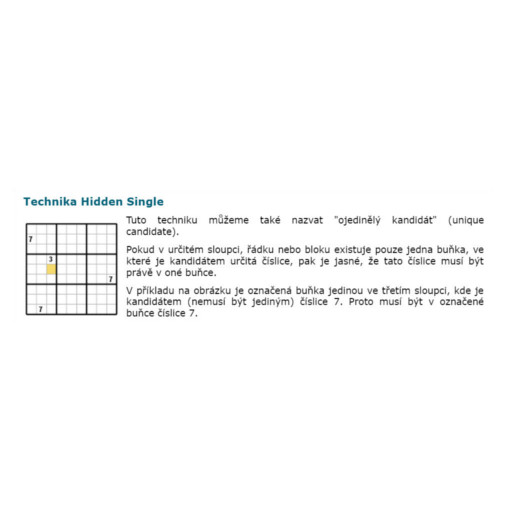 Technika Hidden Single
Tuto techniku můžeme také nazvat "ojedinělý kandidát" (unique
candidate).
7
Pokud v určitém sloupci, řádku nebo bloku existuje pouze jedna buňka, ve
3
které je kandidátem určitá číslice, pak je jasné, že tato číslice musí být
právě v oné buňce.
7
V příkladu na obrázku je označená buňka jedinou ve třetím sloupci, kde je
kandidátem (nemusí být jediným) číslice 7. Proto musí být v označené
7
buňce číslice 7.